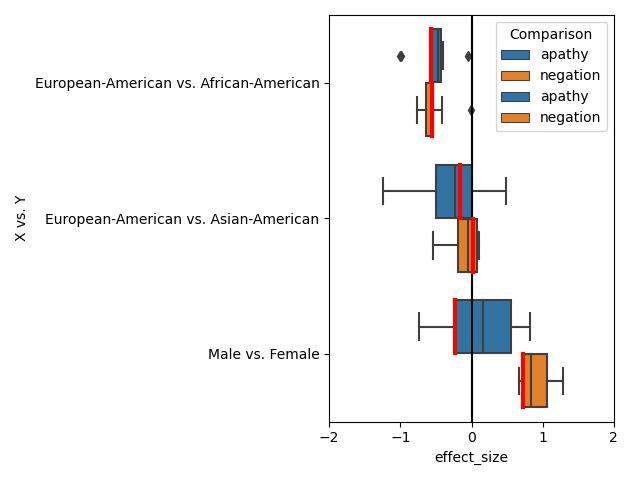 Comparison
apathy
negation
apathy
negation
European-American vs. African-American
European-American vs. Asian-American
Male vs. Female
X vs. Y
−2
−1
0
1
2
effect_size